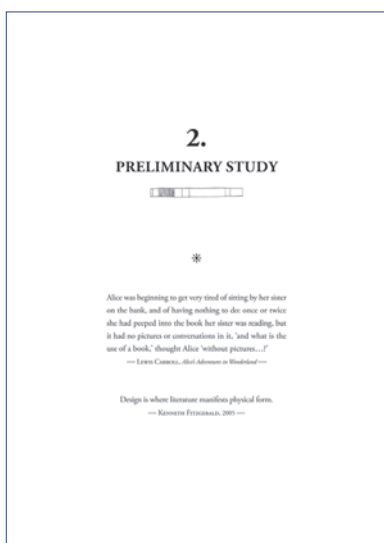 2.
PRELIMINARY STUDY
Alice was beginning to get very tired of sitting by her sister
on the bank, and of having nothing to do: once or twice
she had peeped into the book her sister was reading, but
it had no pictures or conversations in it, 'and what is the
use of a book,' thought Alice 'without pictures…!'
— Lewis Carroll, Alice's Adventures in Wonderland —
Design is where literature manifests physical form.
— Kenneth Fitzgerald, 2005 —